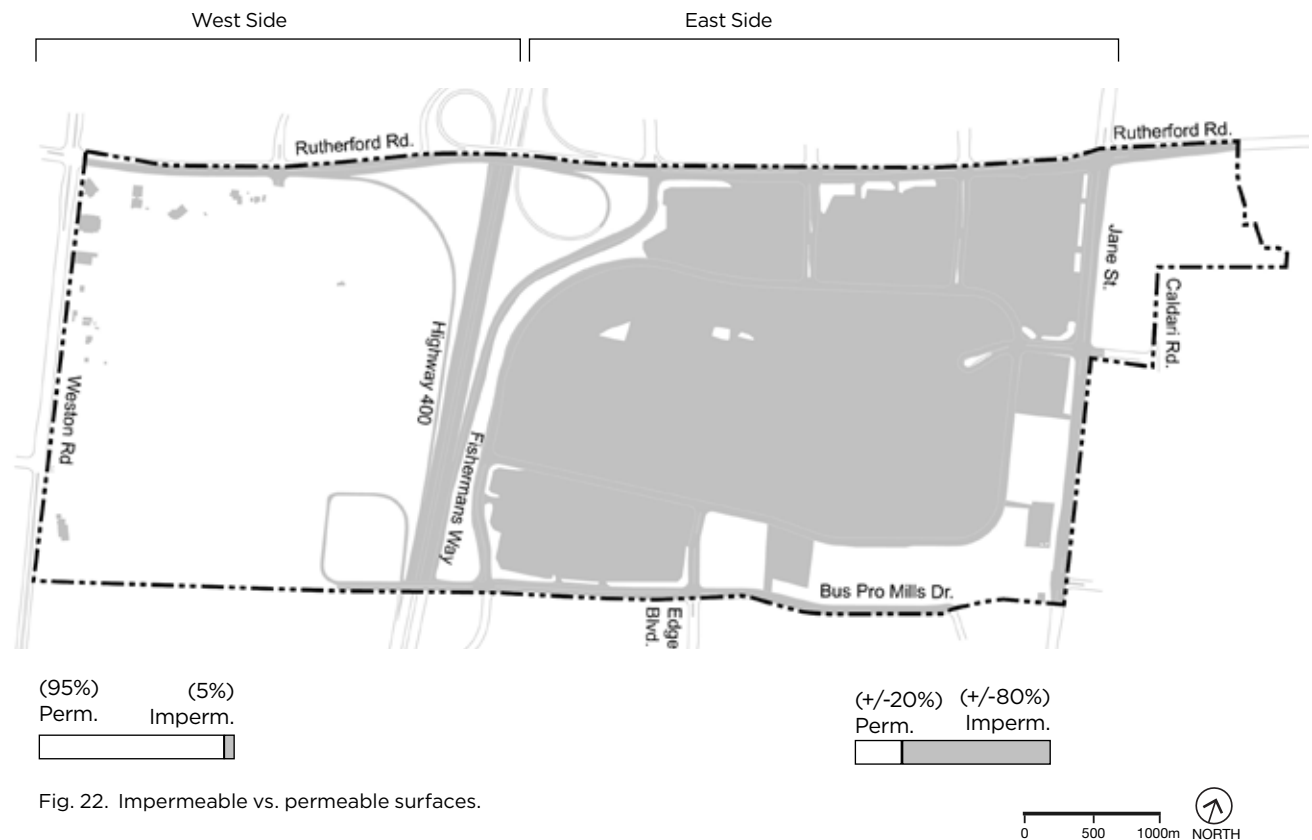 West Side
East Side
Rutherford Rd.
Rutherford Rd.
Jane St.
Caldari Rd.
Highway 400
Weston Rd
Fishermans Way
Bus Pro Mills Dr.
Edge
Blvd.
(95%)
Perm.
(5%)
Imperm.
(+/-20%)
Perm.
(+/-80%)
Imperm.
Fig. 22. Impermeable vs. permeable surfaces.
0 500 1000m
NORTH